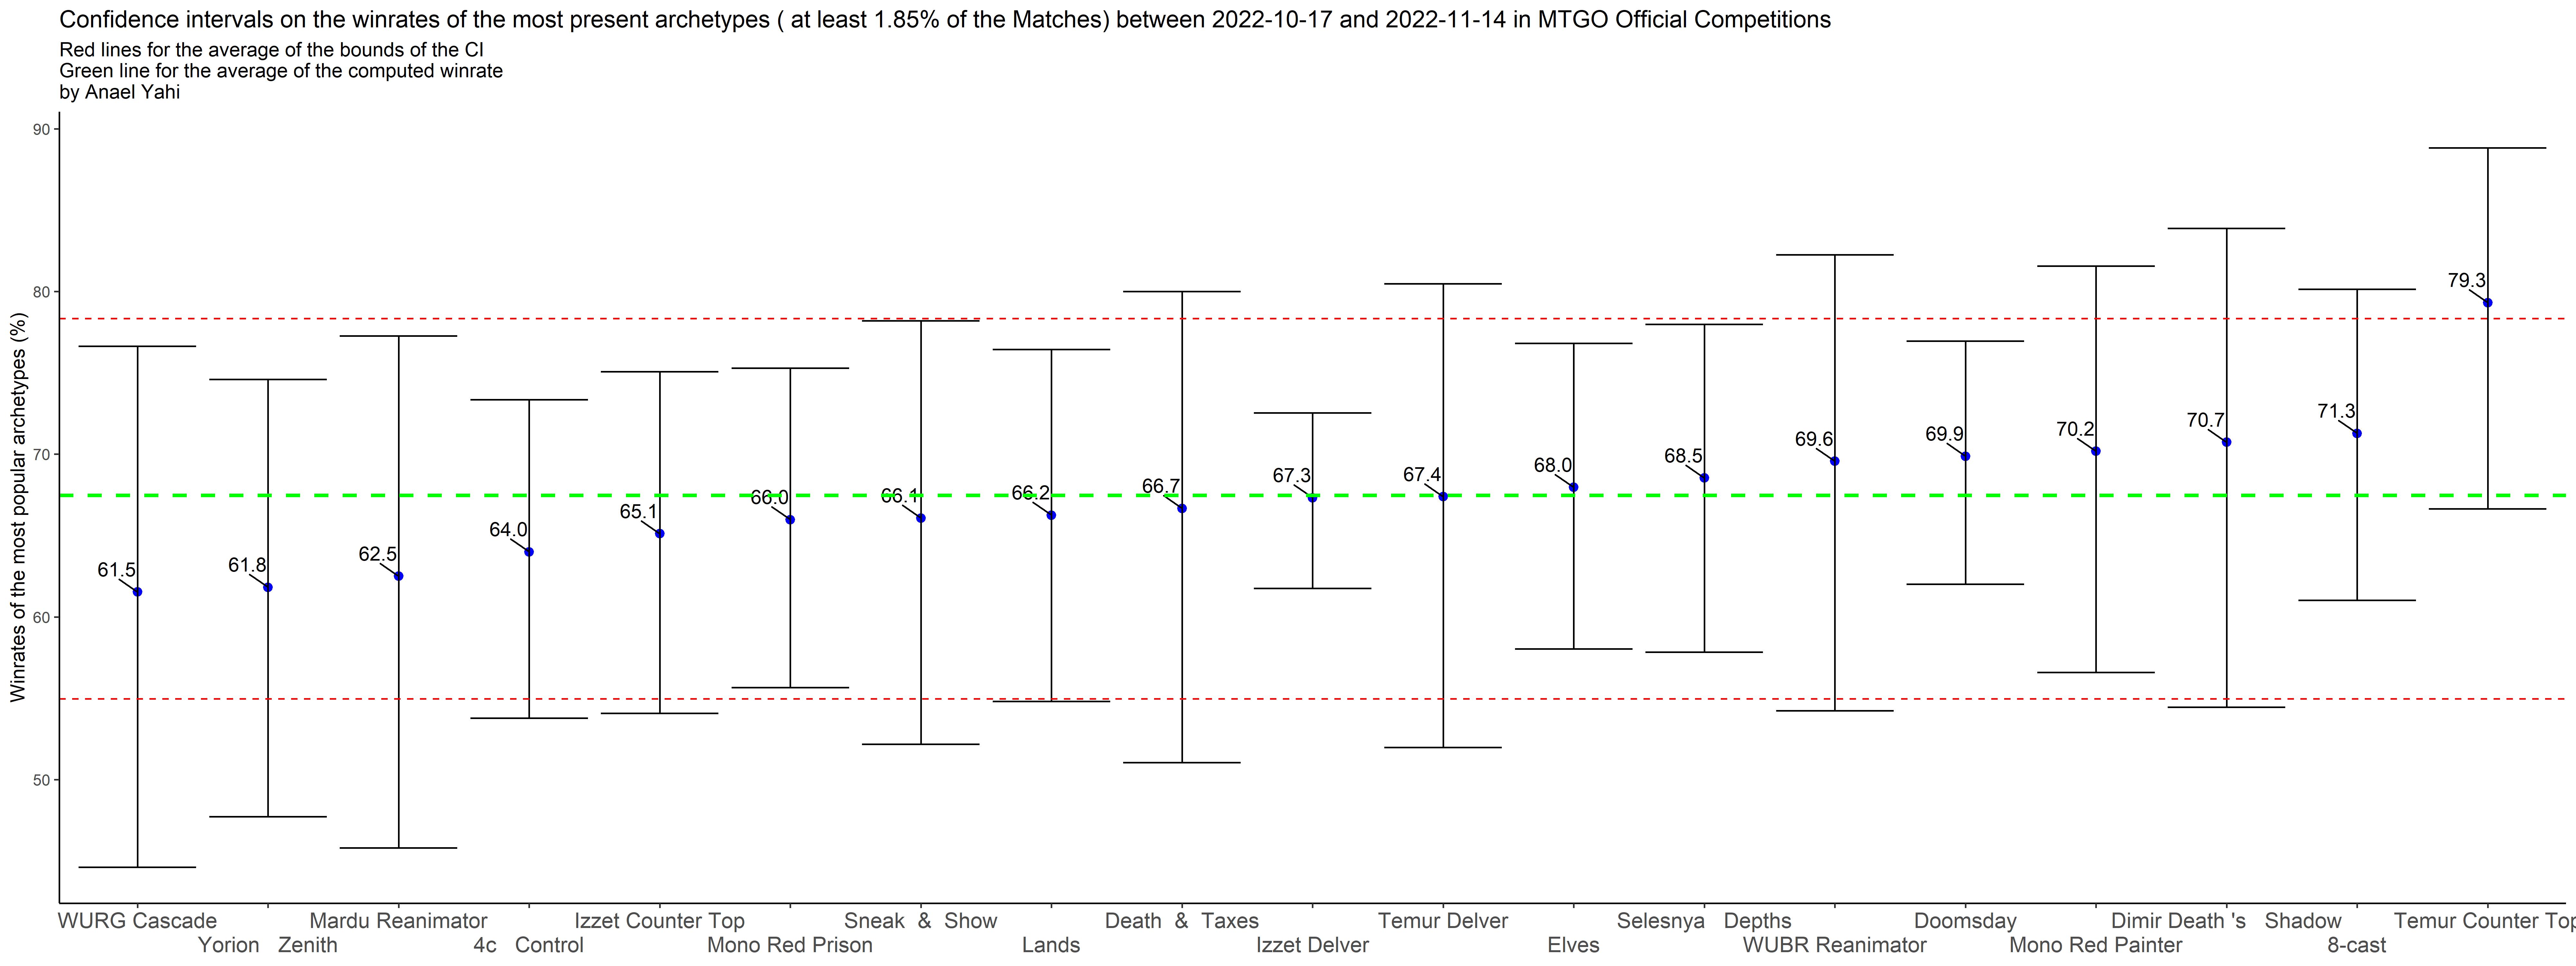 Confidence intervals on the winrates of the most present archetypes ( at least 1.85% of the Matches) between 2022-10-17 and 2022-11-14 in MTGO Official Competitions
Red lines for the average of the bounds of the CI
Green line for the average of the computed winrate
by Anael Yahi
Winrates of the most popular archetypes (%)
90
80
70
60
50
61.5
61.8
62.5
64.0
65.1
66.0
66.1
66.2
66.7
67.3
67.4
68.0
68.5
69.6
69.9
70.2
70.7
71.3
79.3
WURG Cascade
Yorion Zenith
Mardu Reanimator
4c Control
Izzet Counter Top
Mono Red Prison
Sneak & Show
Lands
Death & Taxes
Izzet Delver
Temur Delver
Elves
Selesnya Depths
WUBR Reanimator
Doomsday
Mono Red Painter
Dimir Death 's Shadow
8-cast
Temur Counter Top